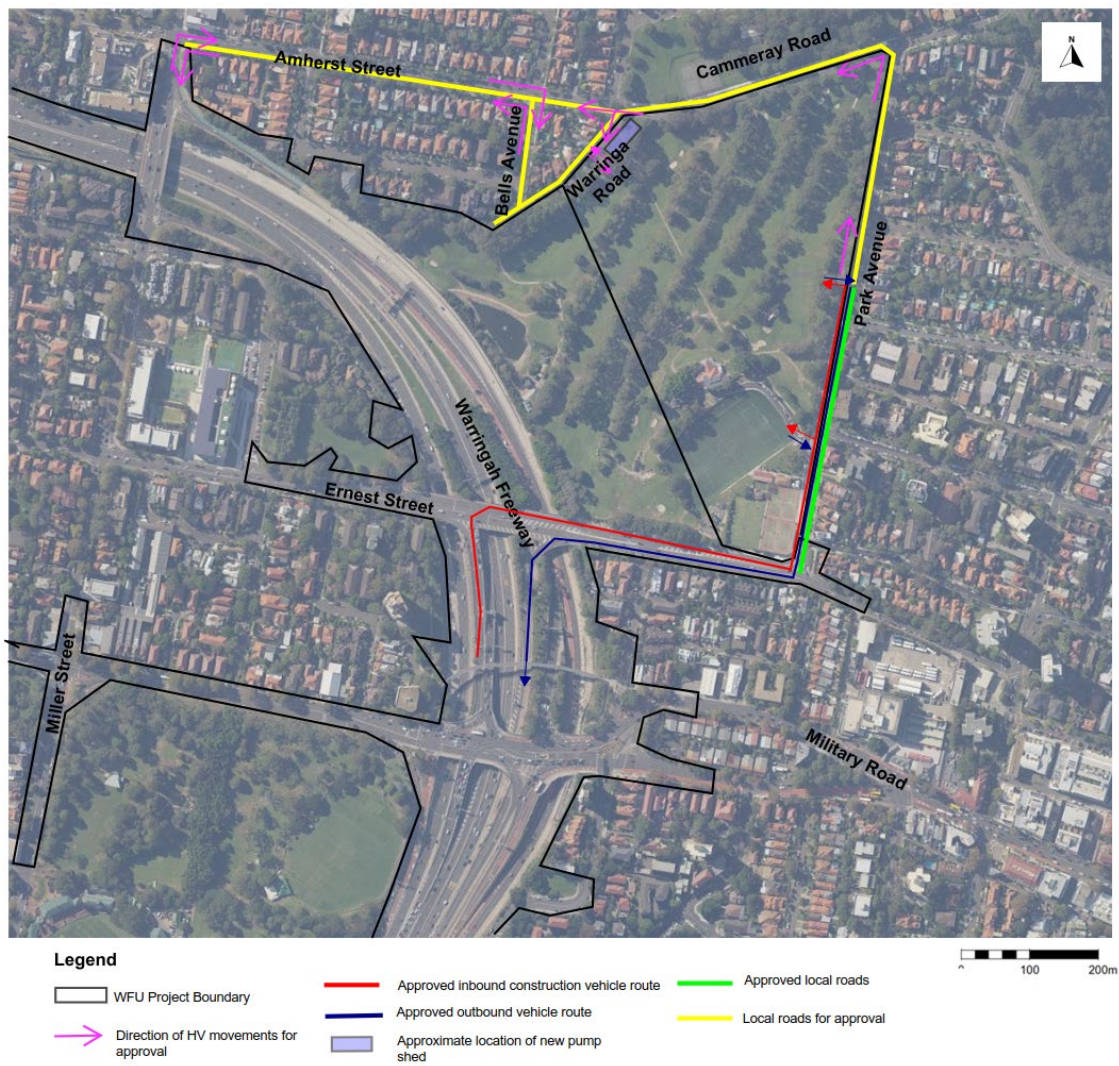 N
Cammeray Road
Amherst Street
Bells Avenue
Warringa
Road
Park Avenue
Warringah Freeway
Ernest Street
Miller Street
Military Road
Legend
WFU Project Boundary
Direction of HV movements for
approval
Approved inbound construction vehicle route
Approved outbound vehicle route
Approximate location of new pump
shed
Approved local roads
Local roads for approval
0 100 200m